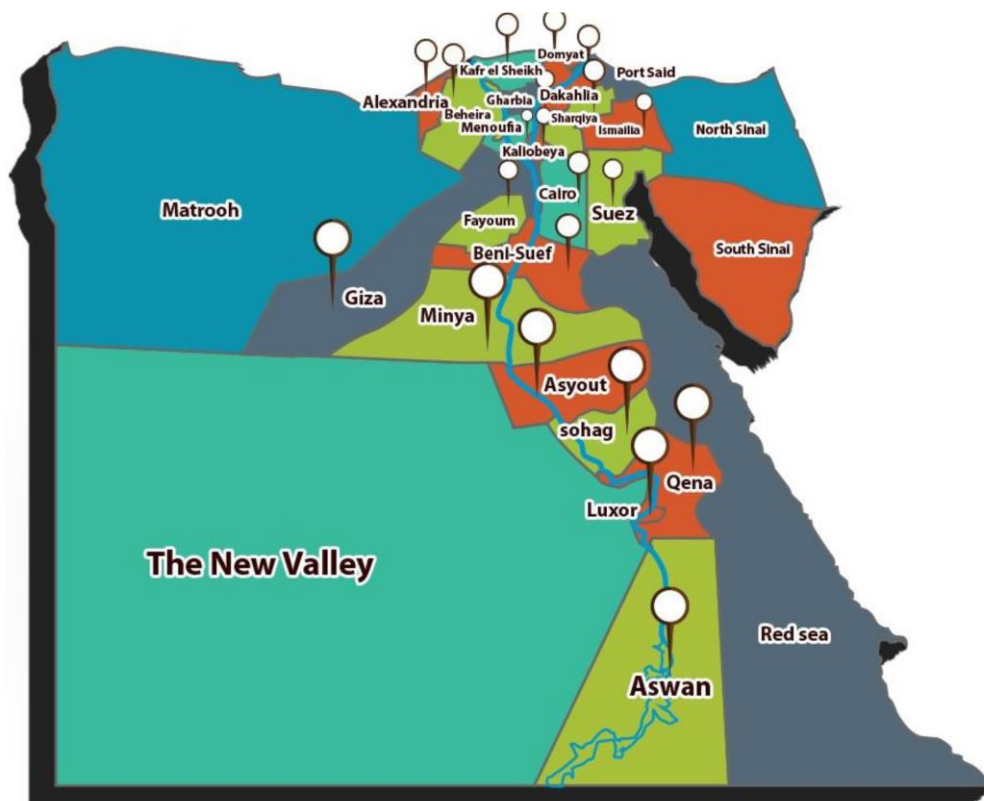 Domyat
Kafr el Sheikh
Port Said
Alexandria
Gharbia
Dakahlia
Beheira
Sharqiya
Menoufia
Ismailia
North Sinai
Kaliobeya
Cairo
Matrooh
Suez
Fayoum
South Sinai
Beni-Suef
Giza
Minya
Asyout
sohag
Qena
Luxor
The New Valley
Red sea
Aswan